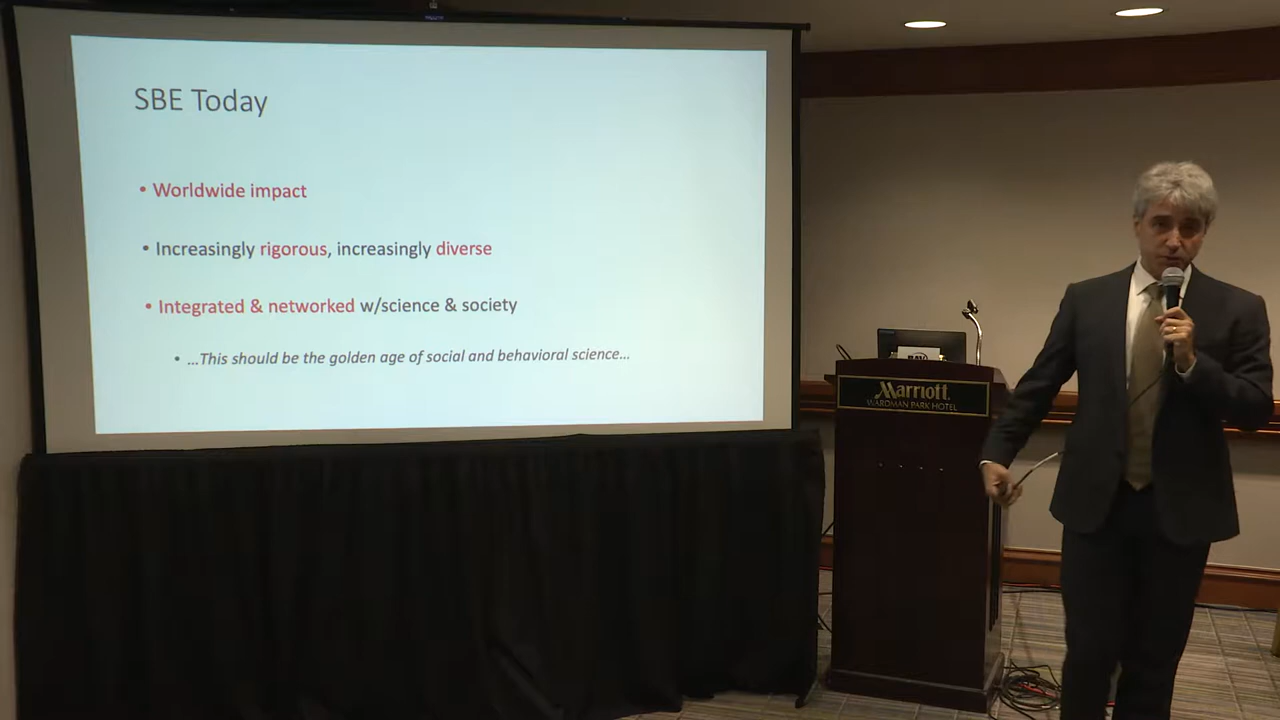 SBE Today
• Worldwide impact
• Increasingly rigorous, increasingly diverse
• Integrated & networked w/science & society
• ...This should be the golden age of social and behavioral science...
Marriott
WARDMAN PARK HOTEL